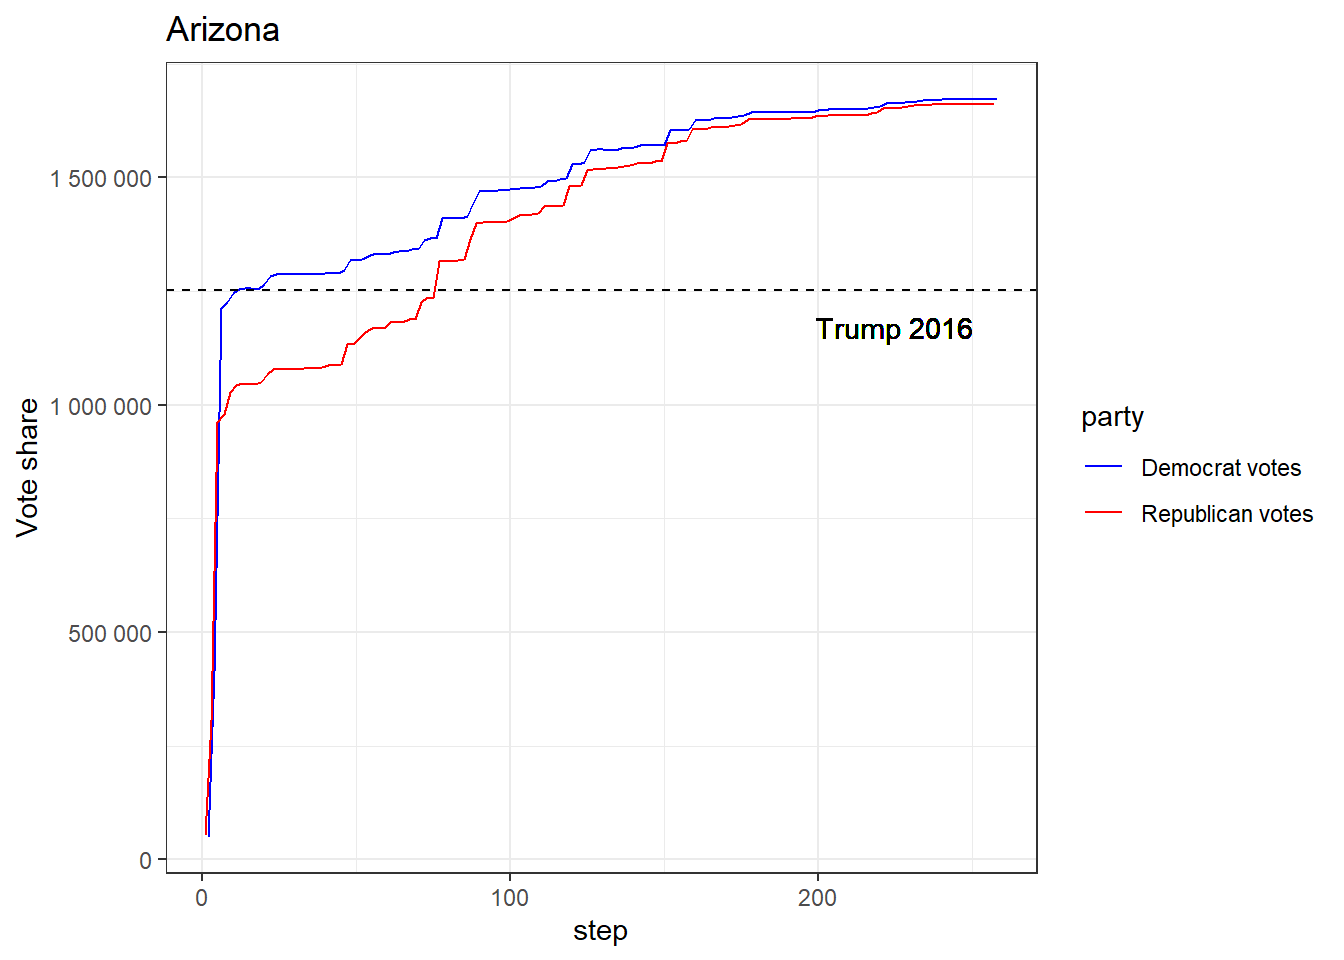 Arizona
Vote share
1 500 000
1 000 000
500 000
0
Trump 2016
0
100
200
step
party
Democrat votes
Republican votes